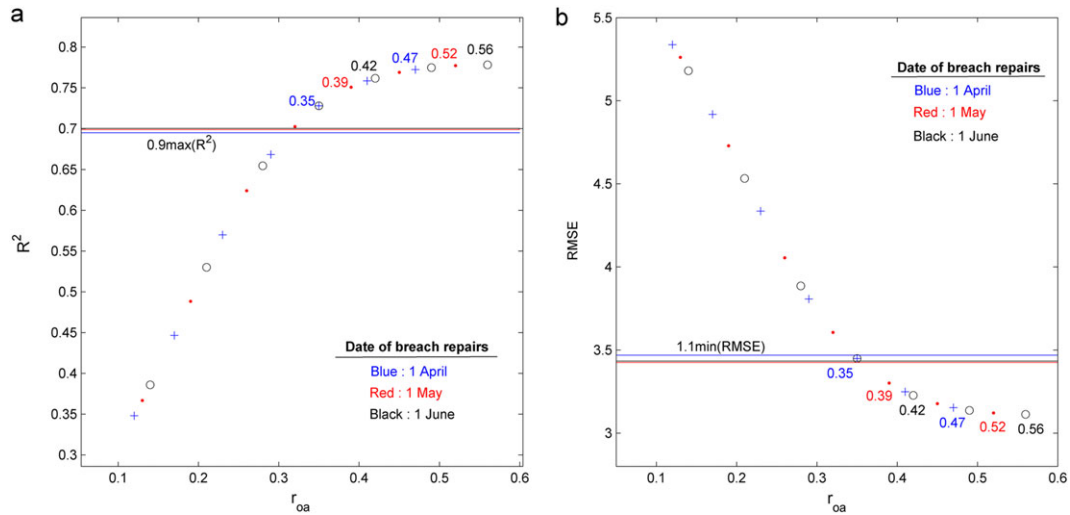 a
0.8
0.75
0.7
0.65
0.6
0.55
0.5
0.45
0.4
0.35
0.3
R²
0.35
0.39
0.42
0.47
0.52
0.56
0.9max(R²)
Date of breach repairs
Blue : 1 April
Red : 1 May
Black : 1 June
0.1 0.2 0.3 0.4 0.5 0.6
r_oa
b
5.5
5
4.5
4
3.5
3
RMSE
Date of breach repairs
Blue : 1 April
Red : 1 May
Black : 1 June
1.1min(RMSE)
0.35
0.39
0.42
0.47
0.52
0.56
0.1 0.2 0.3 0.4 0.5 0.6
r_oa